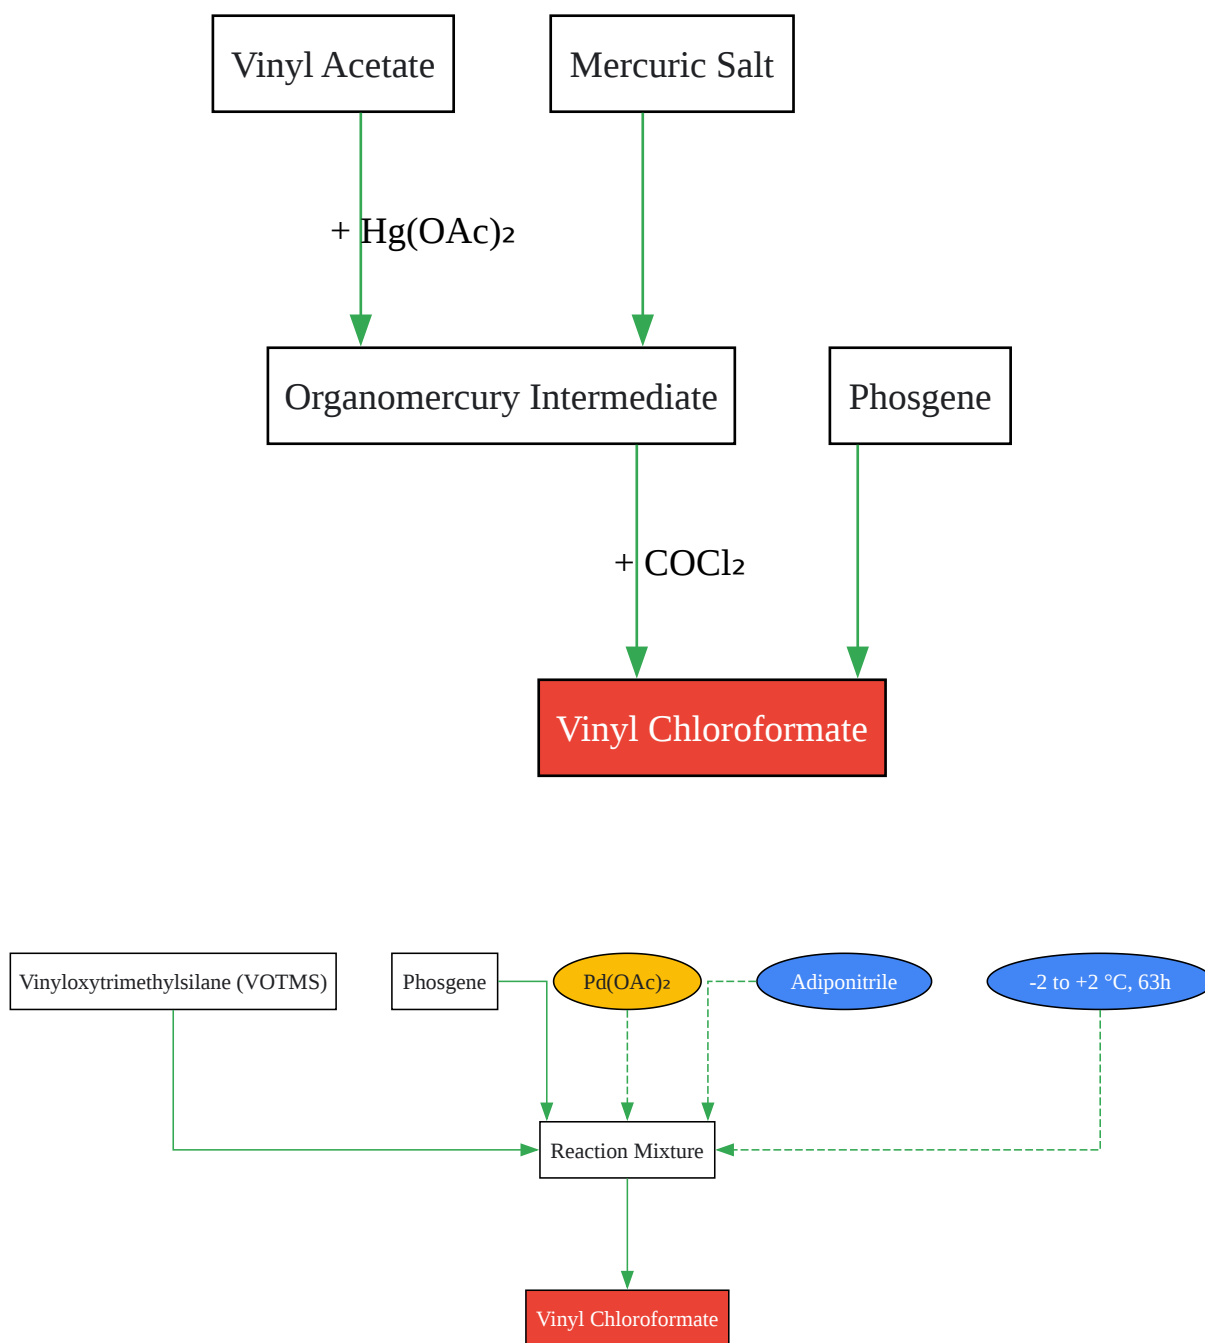 Vinyl Acetate
Mercuric Salt
+ Hg(OAc)₂
Organomercury Intermediate
Phosgene
+ COCl₂
Vinyl Chloroformate
Vinyloxytrimethylsilane (VOTMS)
Phosgene
Pd(OAc)₂
Adiponitrile
-2 to +2 °C, 63h
Reaction Mixture
Vinyl Chloroformate